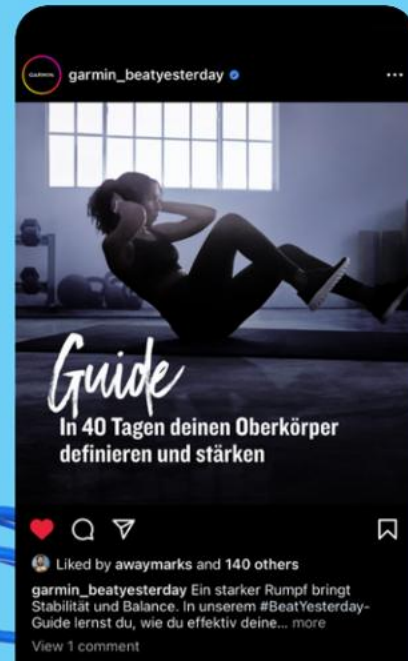 GARMIN
garmin_beatyesterday
Guide
In 40 Tagen deinen Oberkörper
definieren und stärken
Liked by awaymarks and 140 others
garmin_beatyesterday Ein starker Rumpf bringt
Stabilität und Balance. In unserem #BeatYesterday-
Guide lernst du, wie du effektiv deine... more
View 1 comment